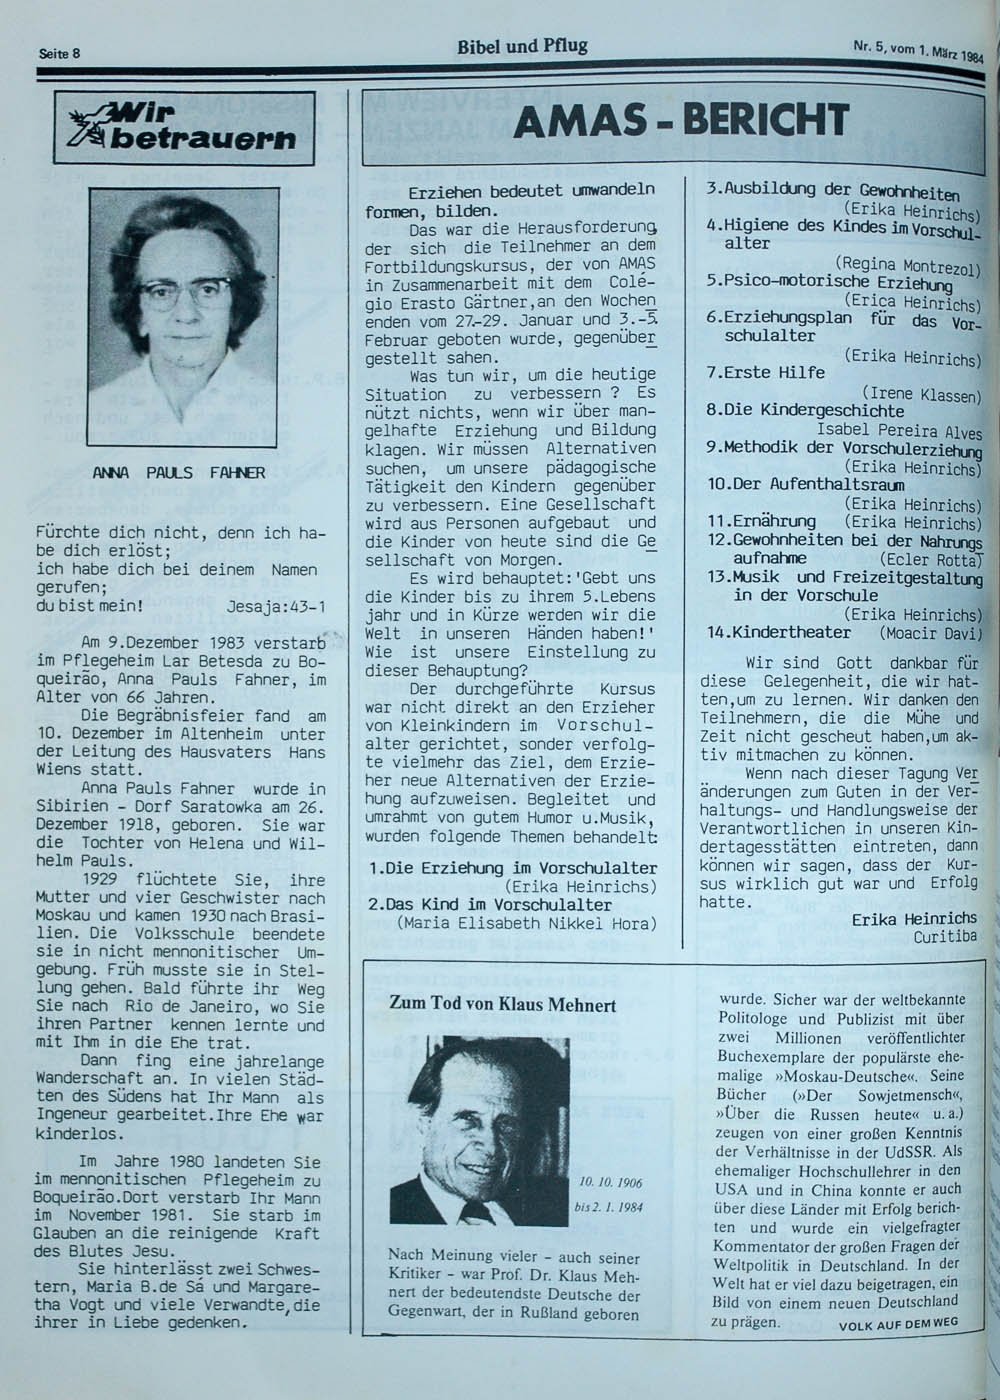 Seite 8
Bibel und Pflug
Nr. 5, vom 1. März 1984
Wir
betrauern
ANNA PAULS FAHNER
Fürchte dich nicht, denn ich ha-
be dich erlöst;
ich habe dich bei deinem Namen
gerufen;
du bist mein! Jesaja:43-1
Am 9.Dezember 1983 verstarb
im Pflegeheim Lar Betesda zu Bo-
queirão, Anna Pauls Fahner, im
Alter von 66 Jahren.
Die Begräbnisfeier fand am
10. Dezember im Altenheim unter
der Leitung des Hausvaters Hans
Wiens statt.
Anna Pauls Fahner wurde in
Sibirien - Dorf Saratowka am 26.
Dezember 1918, geboren. Sie war
die Tochter von Helena und Wil-
helm Pauls.
1929 flüchtete Sie, ihre
Mutter und vier Geschwister nach
Moskau und kamen 1930 nach Brasi-
lien. Die Volksschule beendete
sie in nicht mennonitischer Um-
gebung. Früh musste sie in Stel-
lung gehen. Bald führte ihr Weg
Sie nach Rio de Janeiro, wo Sie
ihren Partner kennen lernte und
mit Ihm in die Ehe trat.
Dann fing eine jahrelange
Wanderschaft an. In vielen Städ-
ten des Südens hat Ihr Mann als
Ingeneur gearbeitet.Ihre Ehe war
kinderlos.
Im Jahre 1980 landeten Sie
im mennonitischen Pflegeheim zu
Boqueirão.Dort verstarb Ihr Mann
im November 1981. Sie starb im
Glauben an die reinigende Kraft
des Blutes Jesu.
Sie hinterlässt zwei Schwes-
tern, Maria B.de Sá und Margare-
tha Vogt und viele Verwandte,die
ihrer in Liebe gedenken.
AMAS - BERICHT
Erziehen bedeutet umwandeln
formen, bilden.
Das war die Herausforderung,
der sich die Teilnehmer an dem
Fortbildungskursus, der von AMAS
in Zusammenarbeit mit dem Colé-
gio Erasto Gärtner,an den Wochen
enden vom 27.-29. Januar und 3.-5.
Februar geboten wurde, gegenüber
gestellt sahen.
Was tun wir, um die heutige
Situation zu verbessern ? Es
nützt nichts, wenn wir über man-
gelhafte Erziehung und Bildung
klagen. Wir müssen Alternativen
suchen, um unsere pädagogische
Tätigkeit den Kindern gegenüber
zu verbessern. Eine Gesellschaft
wird aus Personen aufgebaut und
die Kinder von heute sind die Ge
sellschaft von Morgen.
Es wird behauptet:'Gebt uns
die Kinder bis zu ihrem 5.Lebens
jahr und in Kürze werden wir die
Welt in unseren Händen haben!'
Wie ist unsere Einstellung zu
dieser Behauptung?
Der durchgeführte Kursus
war nicht direkt an den Erzieher
von Kleinkindern im Vorschul-
alter gerichtet, sonder verfolg-
te vielmehr das Ziel, dem Erzie-
her neue Alternativen der Erzie-
hung aufzuweisen. Begleitet und
umrahmt von gutem Humor u.Musik,
wurden folgende Themen behandelt:
1.Die Erziehung im Vorschulalter
(Erika Heinrichs)
2.Das Kind im Vorschulalter
(Maria Elisabeth Nikkel Hora)
3.Ausbildung der Gewohnheiten
(Erika Heinrichs)
4.Higiene des Kindes im Vorschul-
alter
(Regina Montrezol)
5.Psico-motorische Erziehung
(Erica Heinrichs)
6.Erziehungsplan für das Vor-
schulalter
(Erika Heinrichs)
7.Erste Hilfe
(Irene Klassen)
8.Die Kindergeschichte
Isabel Pereira Alves
9.Methodik der Vorschulerziehung
(Erika Heinrichs)
10.Der Aufenthaltsraum
(Erika Heinrichs)
11.Ernährung (Erika Heinrichs)
12.Gewohnheiten bei der Nahrungs
aufnahme (Ecler Rotta)
13.Musik und Freizeitgestaltung
in der Vorschule
(Erika Heinrichs)
14.Kindertheater (Moacir Davi)
Wir sind Gott dankbar für
diese Gelegenheit, die wir hat-
ten,um zu lernen. Wir danken den
Teilnehmern, die die Mühe und
Zeit nicht gescheut haben,um ak-
tiv mitmachen zu können.
Wenn nach dieser Tagung Ver
änderungen zum Guten in der Ver-
haltungs- und Handlungsweise der
Verantwortlichen in unseren Kin-
dertagesstätten eintreten, dann
können wir sagen, dass der Kur-
sus wirklich gut war und Erfolg
hatte.
Erika Heinrichs
Curitiba
Zum Tod von Klaus Mehnert
10. 10. 1906
bis 2. 1. 1984
Nach Meinung vieler – auch seiner
Kritiker – war Prof. Dr. Klaus Meh-
nert der bedeutendste Deutsche der
Gegenwart, der in Rußland geboren
wurde. Sicher war der weltbekannte
Politologe und Publizist mit über
zwei Millionen veröffentlichter
Buchexemplare der populärste ehe-
malige »Moskau-Deutsche«. Seine
Bücher (»Der Sowjetmensch«,
»Über die Russen heute« u. a.)
zeugen von einer großen Kenntnis
der Verhältnisse in der UdSSR. Als
ehemaliger Hochschullehrer in den
USA und in China konnte er auch
über diese Länder mit Erfolg berich-
ten und wurde ein vielgefragter
Kommentator der großen Fragen der
Weltpolitik in Deutschland. In der
Welt hat er viel dazu beigetragen, ein
Bild von einem neuen Deutschland
zu prägen. VOLK AUF DEM WEG